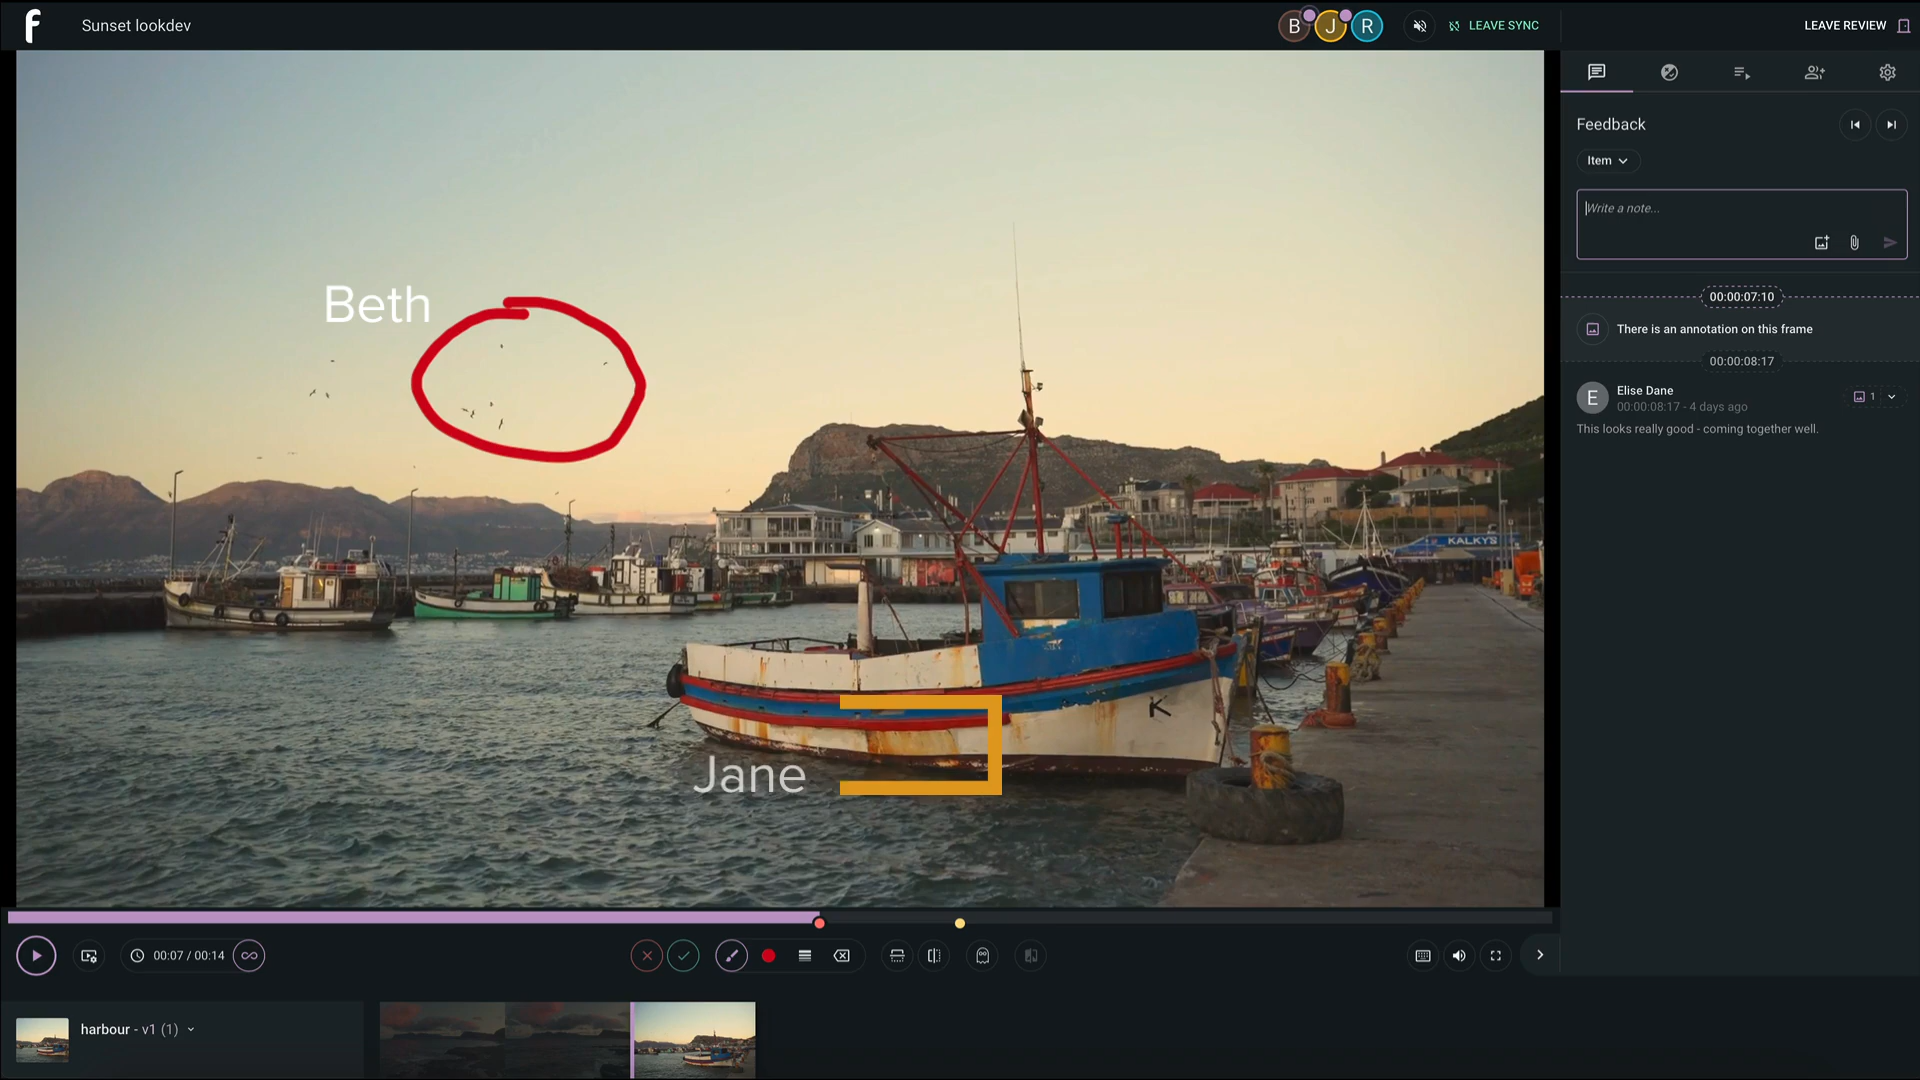 f
Sunset lookdev
B
J
R
LEAVE SYNC
LEAVE REVIEW
Feedback
Item
Write a note...
00:00:07:10
There is an annotation on this frame
00:00:08:17
E
Elise Dane
00:00:08:17 - 4 days ago
1
This looks really good - coming together well.
Beth
KALKY'S
K
Jane
00:07 / 00:14
harbour - v1 (1)